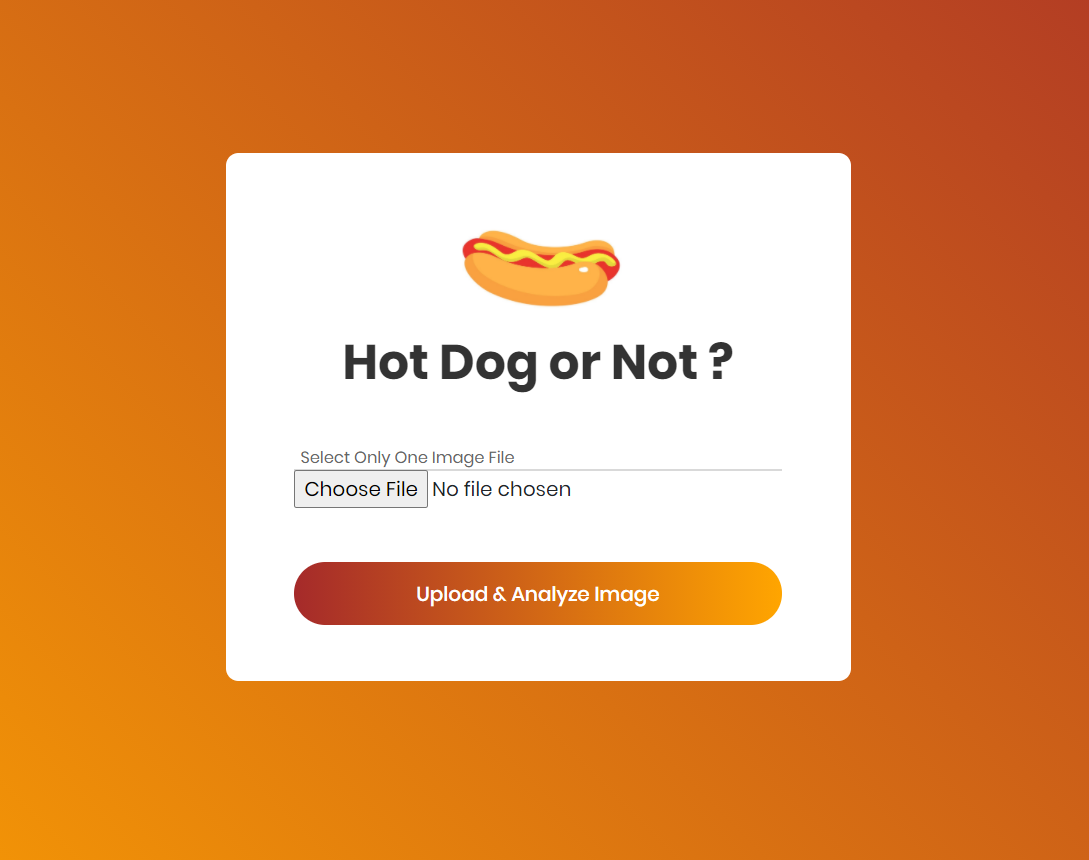 Hot Dog or Not ?
Select Only One Image File
Choose File No file chosen
Upload & Analyze Image